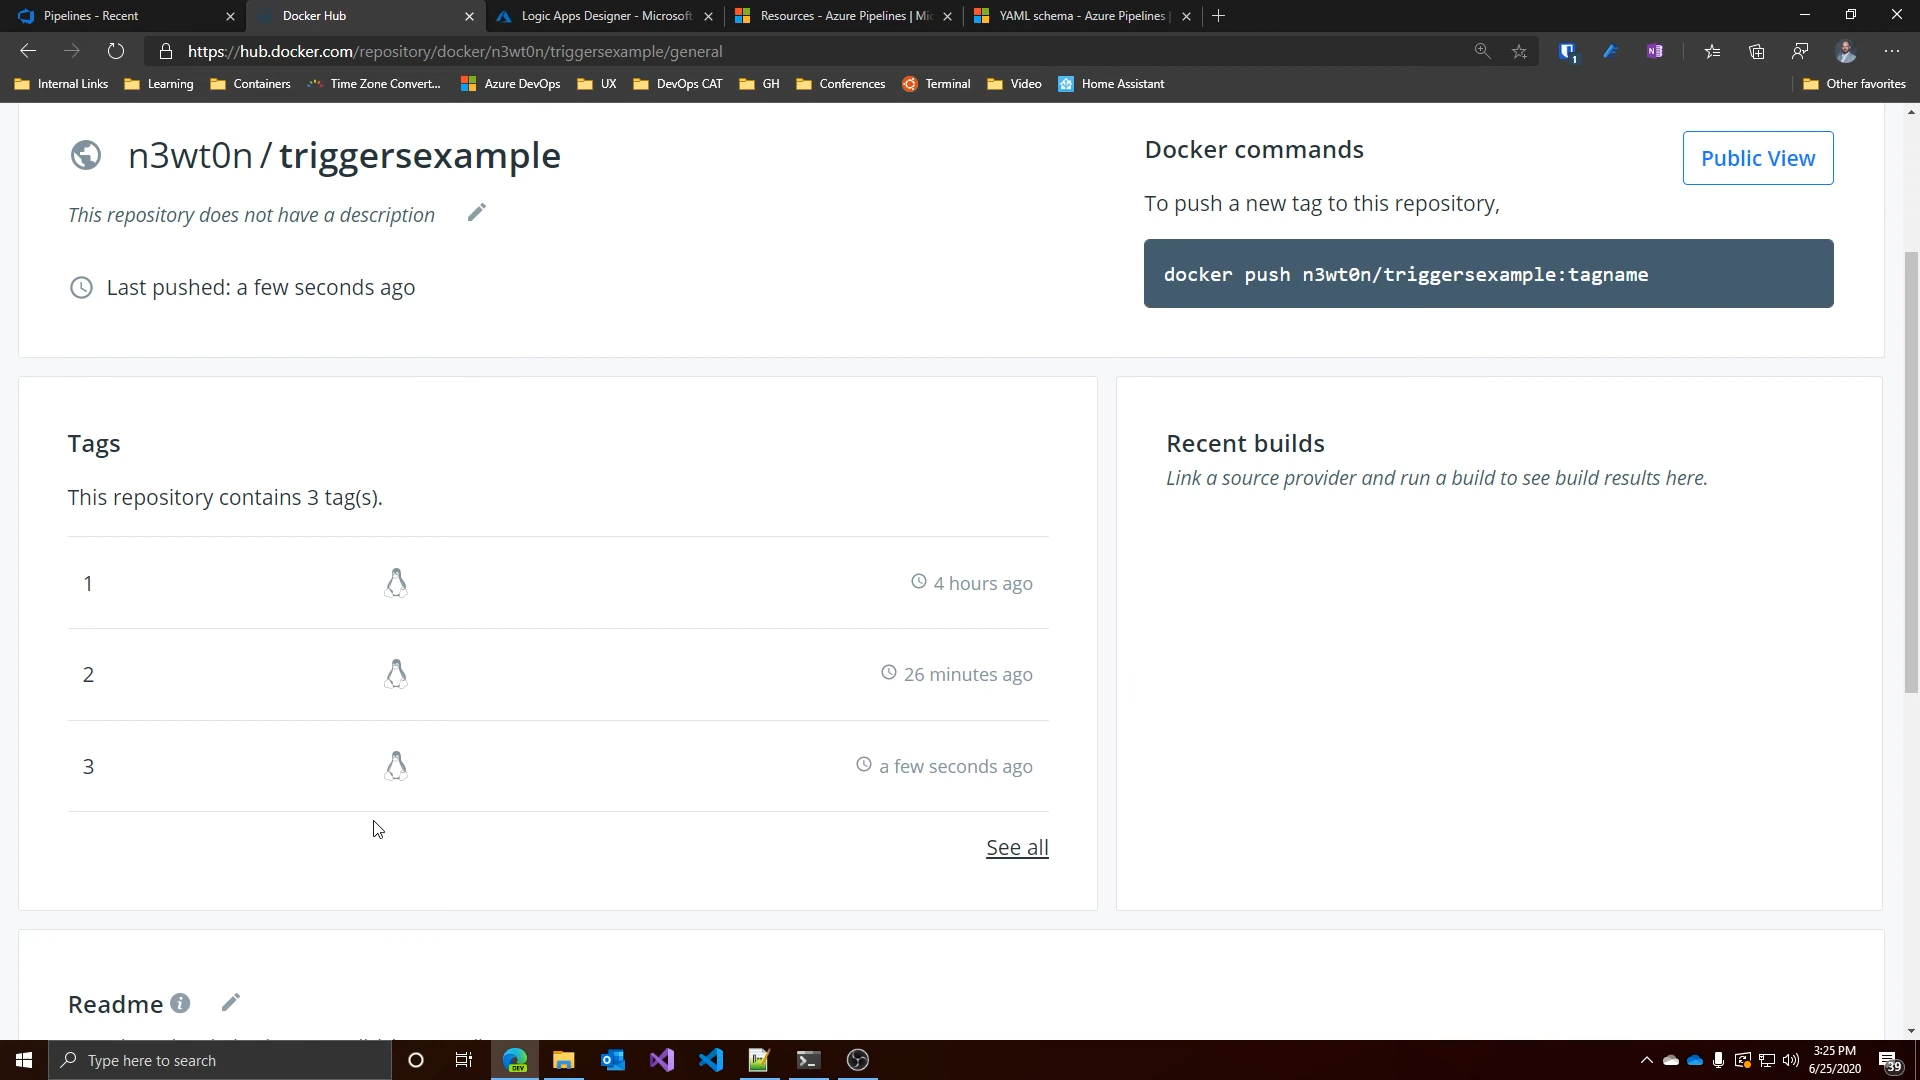 Pipelines - Recent
Docker Hub
Logic Apps Designer - Microsoft
Resources - Azure Pipelines | Mic
YAML schema - Azure Pipelines |
https://hub.docker.com/repository/docker/n3wt0n/triggersexample/general
1
N
Internal Links
Learning
Containers
Time Zone Convert...
Azure DevOps
UX
DevOps CAT
GH
Conferences
Terminal
Video
Home Assistant
Other favorites
n3wt0n / triggersexample
This repository does not have a description
Last pushed: a few seconds ago
Docker commands
Public View
To push a new tag to this repository,
docker push n3wt0n/triggersexample:tagname
Tags
This repository contains 3 tag(s).
1
4 hours ago
2
26 minutes ago
3
a few seconds ago
See all
Recent builds
Link a source provider and run a build to see build results here.
Readme
Type here to search
DEV
3:25 PM
6/25/2020
39